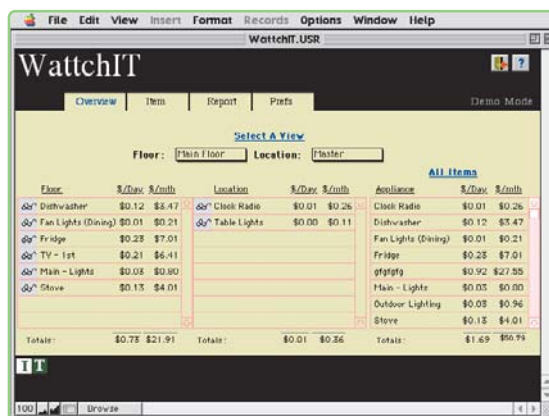 File Edit View Insert Format Records Options Window Help
WattchIT.USR
WattchIT
Overview Item Report Prefs Demo Mode
Select A View
Floor: Main Floor Location: Master
All Items
Floor $/Day $/mth Location $/Day $/mth Appliance $/Day $/mth
Dishwasher $0.12 $3.47 Clock Radio $0.01 $0.26 Clock Radio $0.01 $0.26
Fan Lights (Dining) $0.01 $0.21 Table Lights $0.00 $0.11 Dishwasher $0.12 $3.47
Fridge $0.23 $7.01 Fan Lights (Dining) $0.01 $0.21
TV - 1st $0.21 $6.41 Fridge $0.23 $7.01
Main - Lights $0.03 $0.80 gfgfgfg $0.92 $27.55
Stove $0.13 $4.01 Main - Lights $0.03 $0.80
Outdoor Lighting $0.03 $0.96
Stove $0.13 $4.01
Totals: $0.73 $21.91 Totals: $0.01 $0.36 Totals: $1.69 $50.79
IT
100 Browse